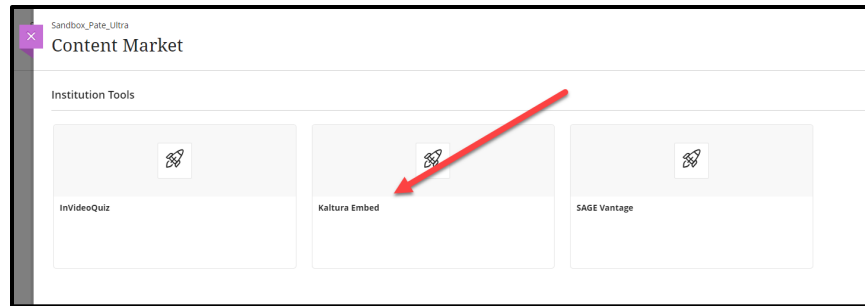 Sandbox_Pate_Ultra
Content Market
Institution Tools
InVideoQuiz
Kaltura Embed
SAGE Vantage